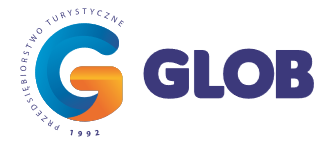 PRZEDSIĘBIORSTWO TURYSTYCZNE
1992
G
GLOB